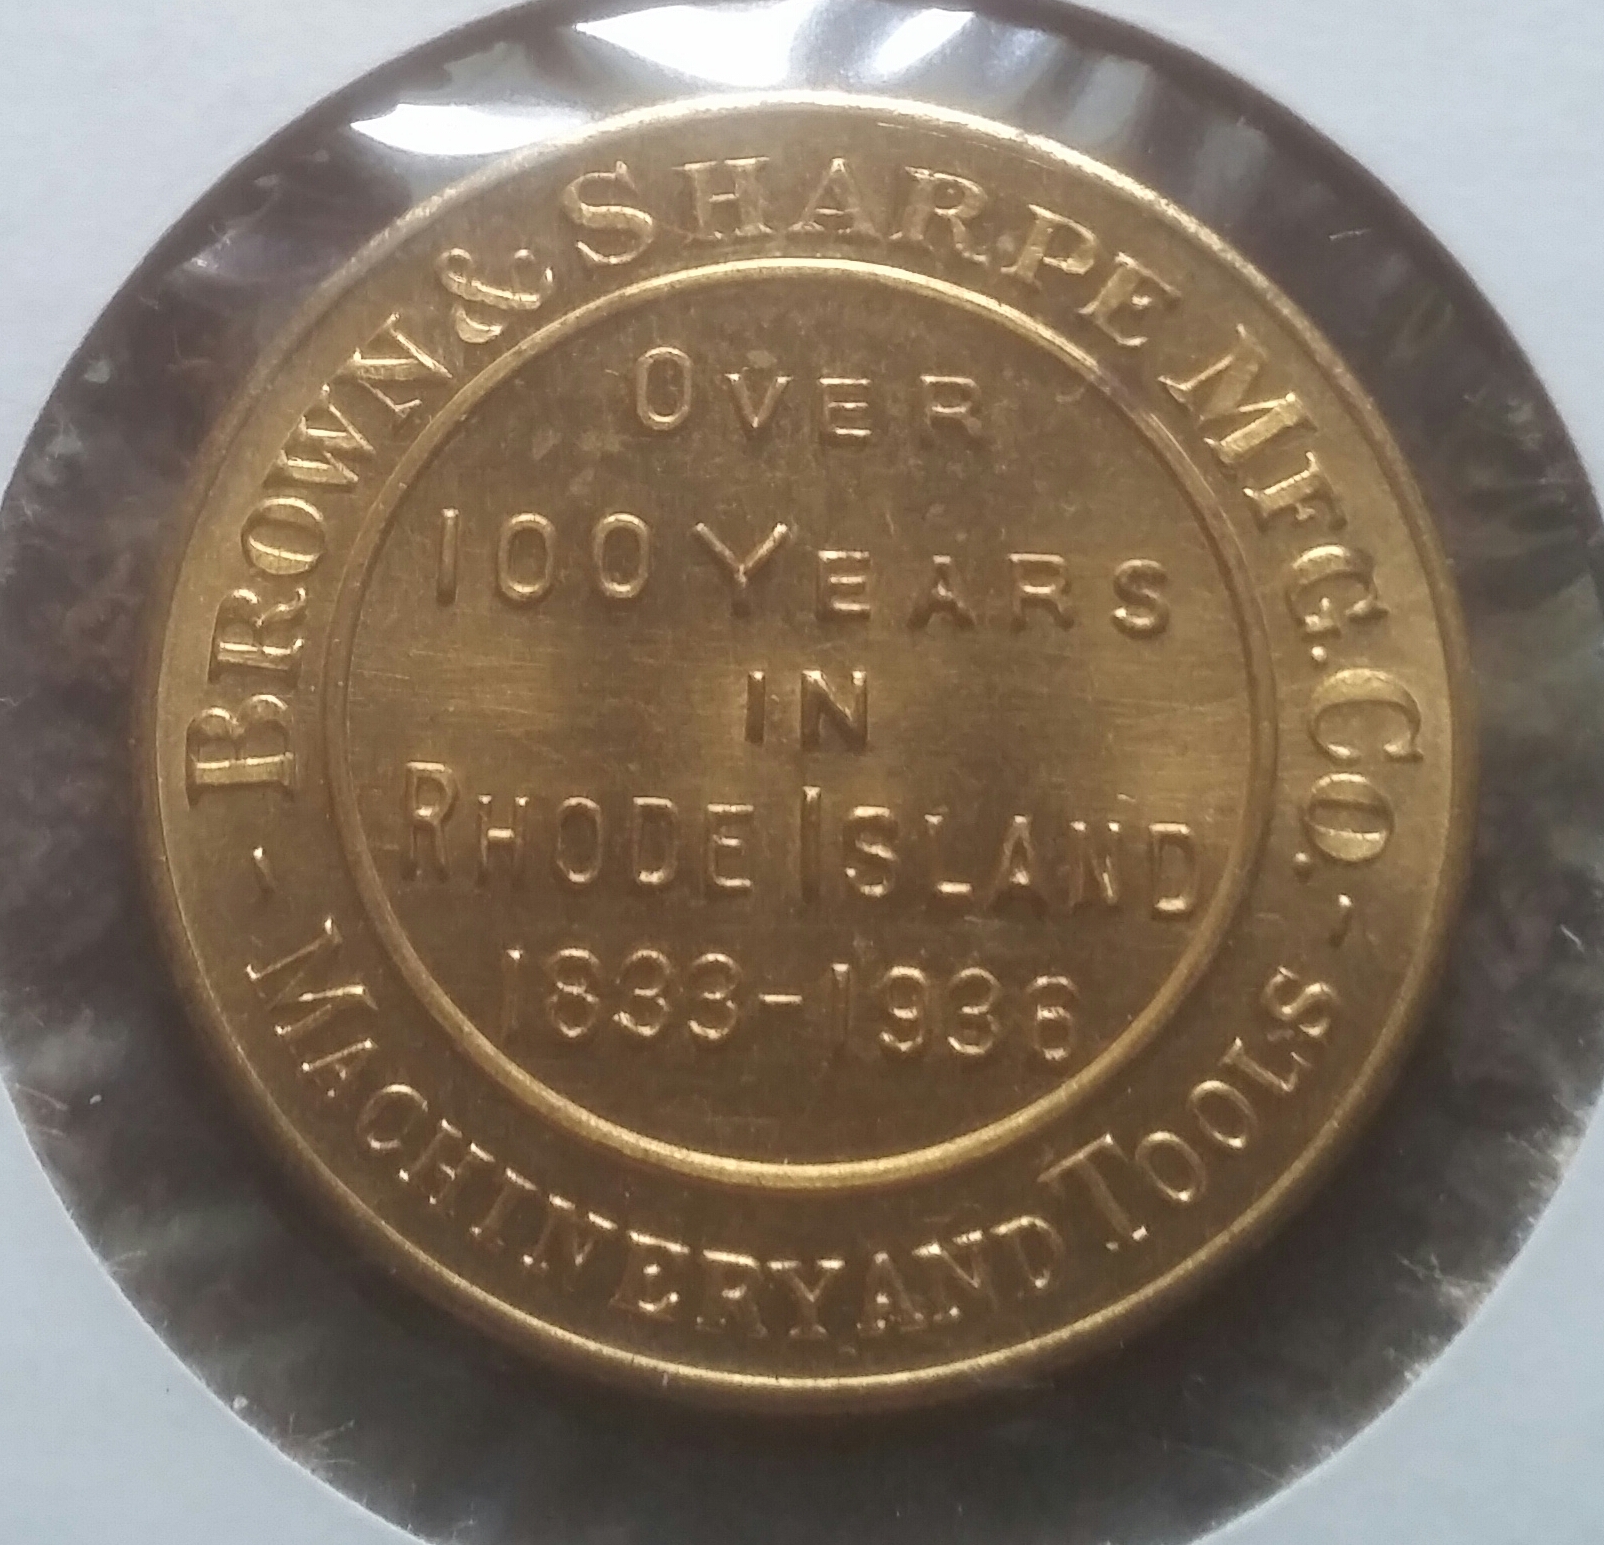 BROWN & SHARPE MFG. CO.
OVER
100 YEARS
IN
RHODE ISLAND
1833-1936
- MACHINERY AND TOOLS -